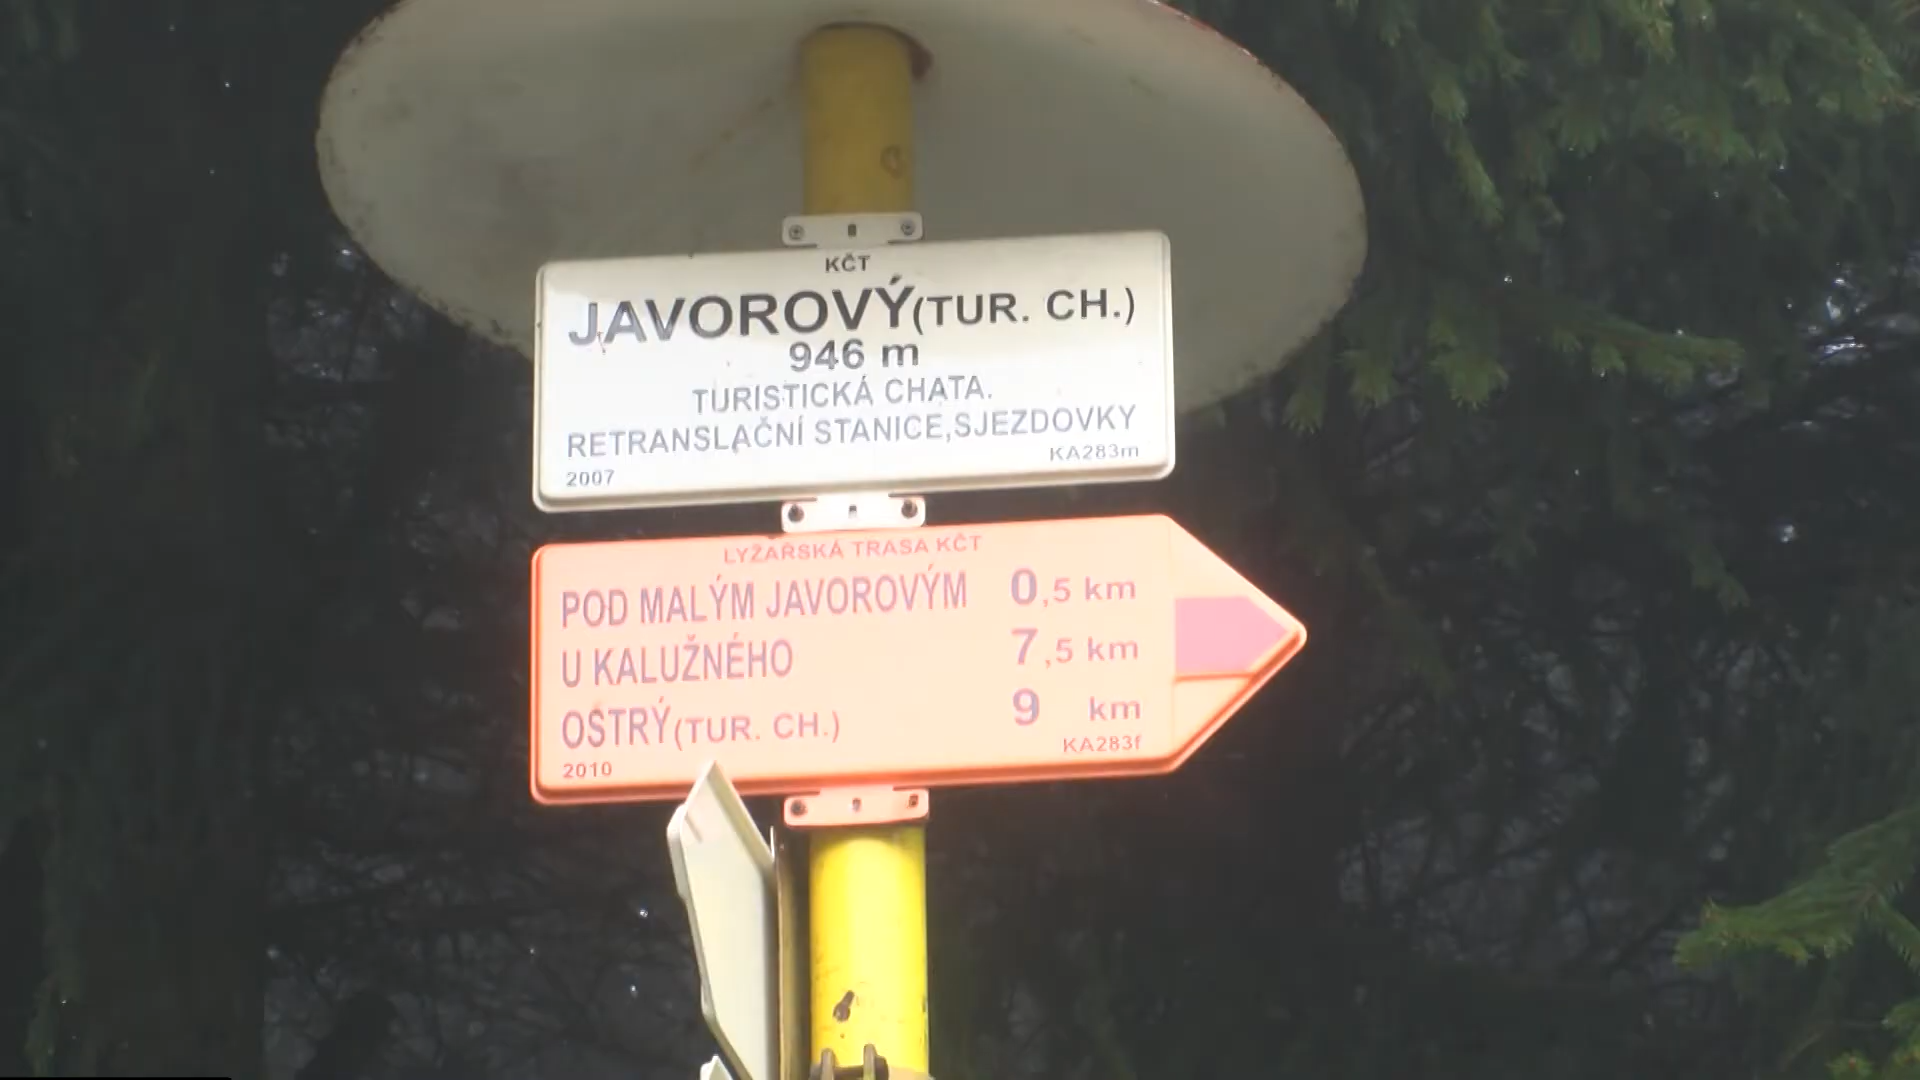 KČT
JAVOROVÝ(TUR. CH.)
946 m
TURISTICKÁ CHATA.
RETRANSLAČNÍ STANICE,SJEZDOVKY
2007 KA283m
LYŽAŘSKÁ TRASA KČT
POD MALÝM JAVOROVÝM 0,5 km
U KALUŽNÉHO 7,5 km
OSTRÝ(TUR. CH.) 9 km
2010 KA283f